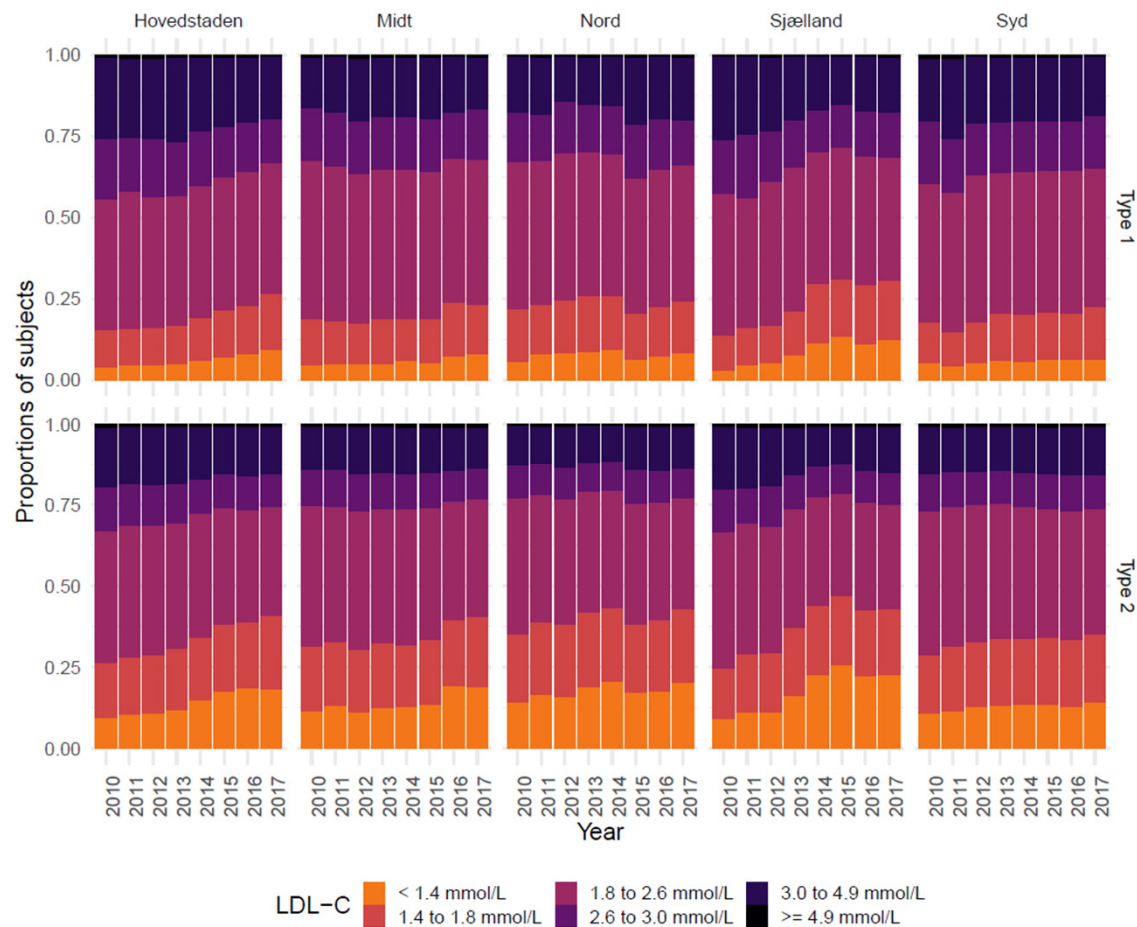 Hovedstaden Midt Nord Sjælland Syd
1.00
0.75
0.50
0.25
0.00
Type 1
Proportions of subjects
1.00
0.75
0.50
0.25
0.00
Type 2
2010 2011 2012 2013 2014 2015 2016 2017 2010 2011 2012 2013 2014 2015 2016 2017 2010 2011 2012 2013 2014 2015 2016 2017 2010 2011 2012 2013 2014 2015 2016 2017 2010 2011 2012 2013 2014 2015 2016 2017
Year
LDL−C
< 1.4 mmol/L 1.8 to 2.6 mmol/L 3.0 to 4.9 mmol/L
1.4 to 1.8 mmol/L 2.6 to 3.0 mmol/L >= 4.9 mmol/L